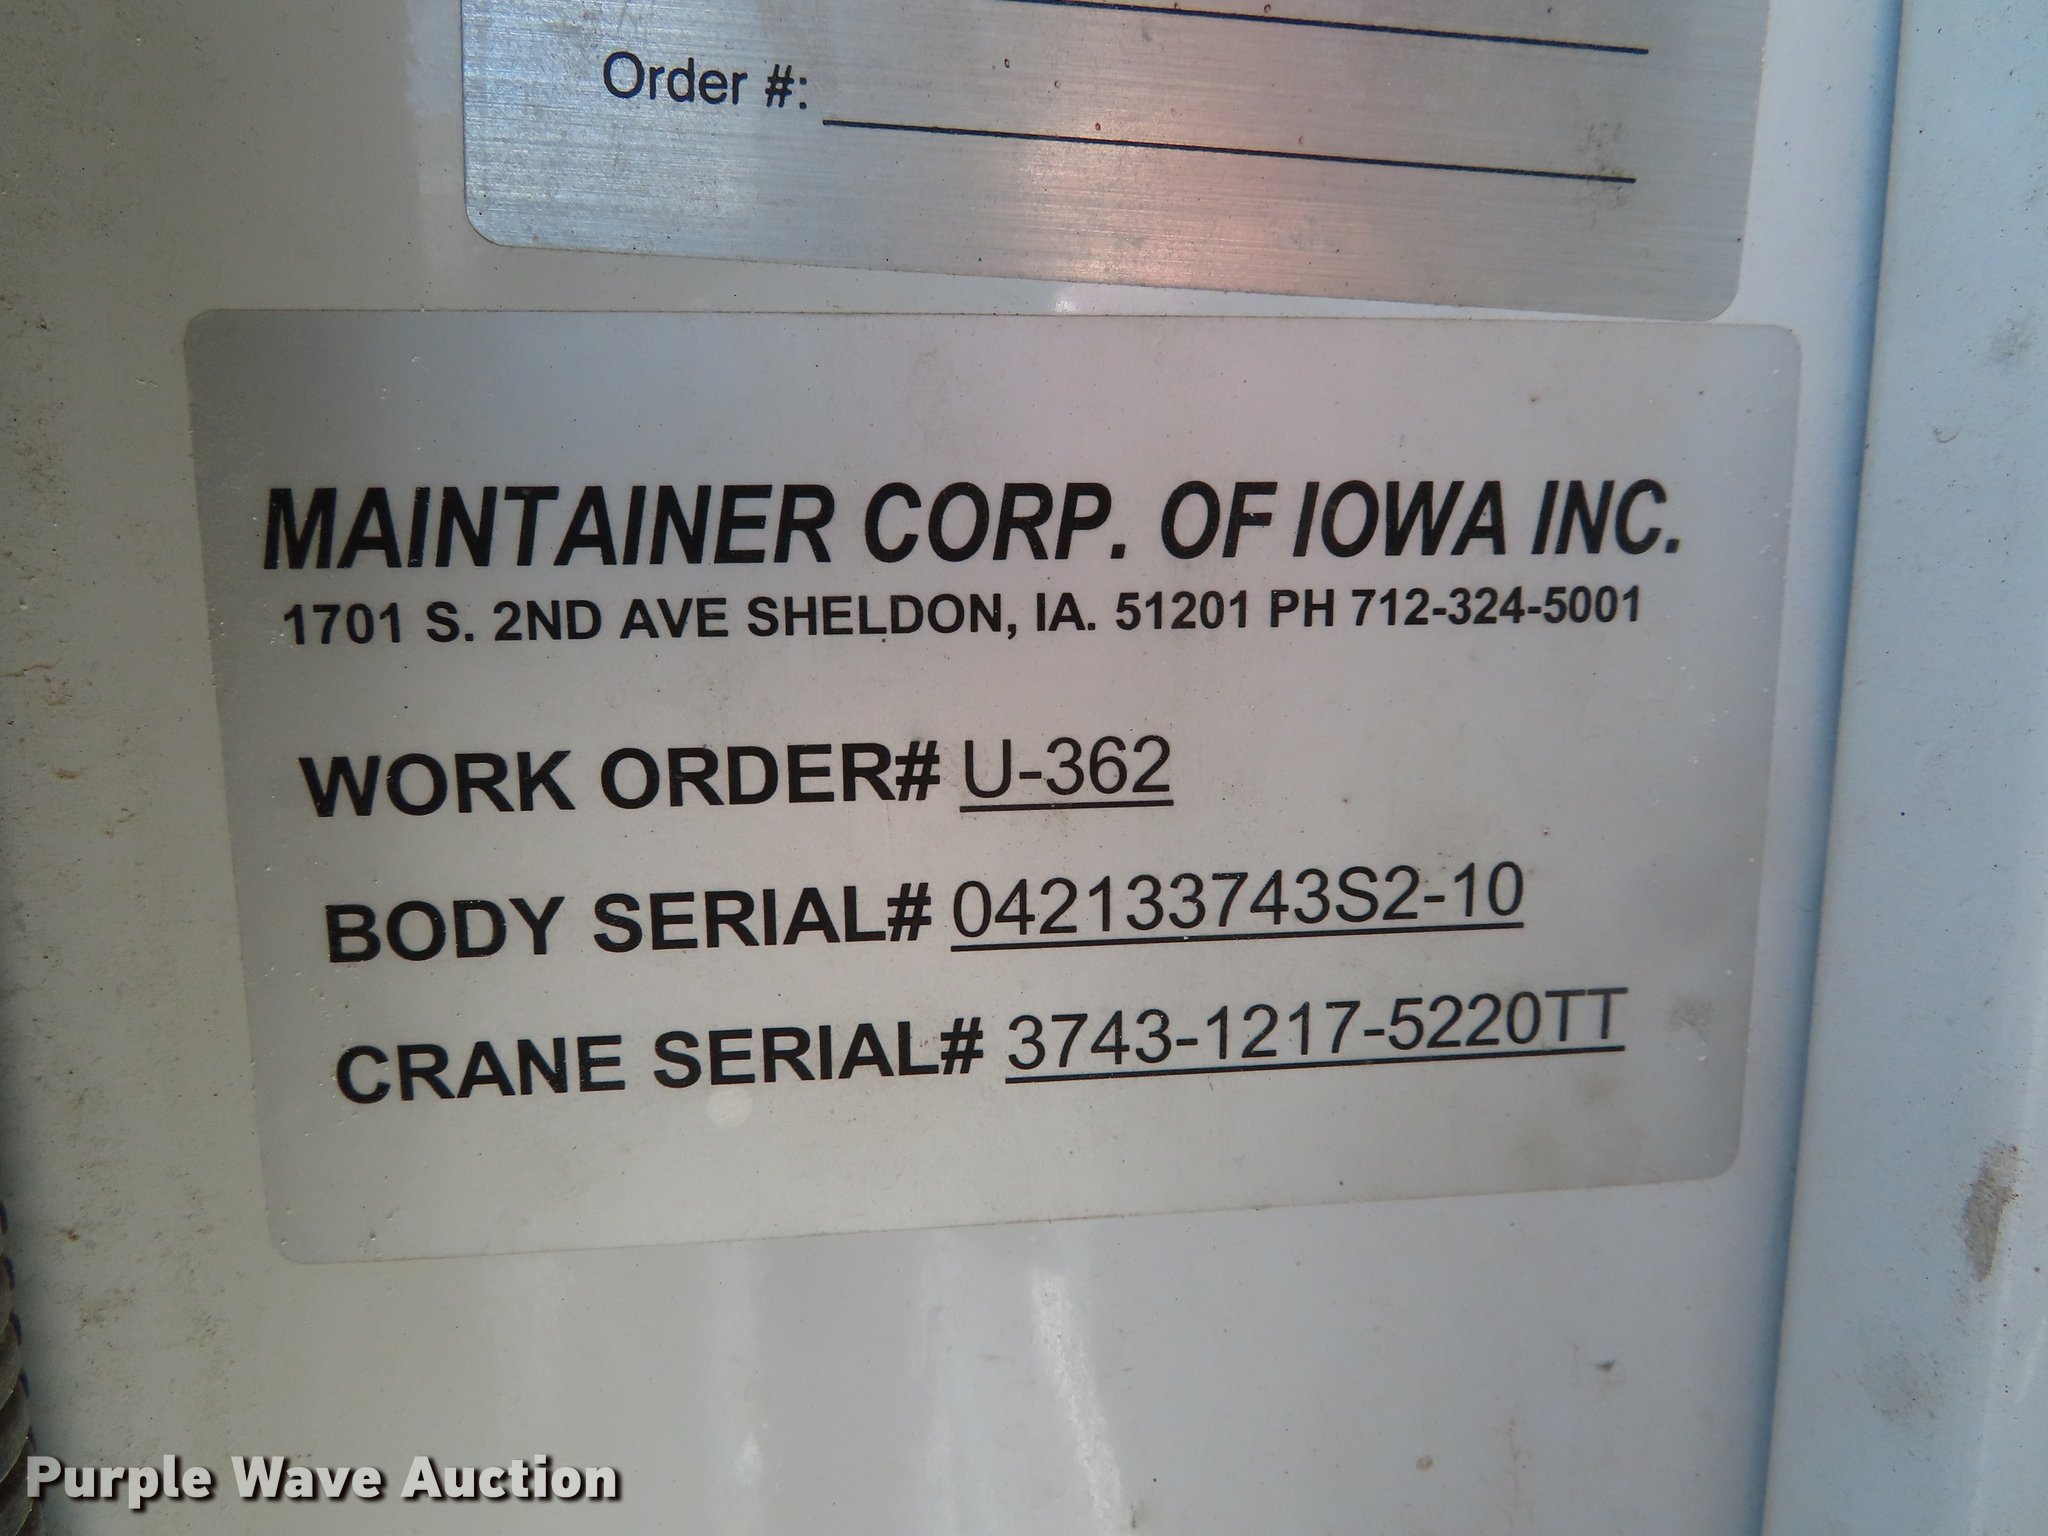 Order #:
MAINTAINER CORP. OF IOWA INC.
1701 S. 2ND AVE SHELDON, IA. 51201 PH 712-324-5001
WORK ORDER# U-362
BODY SERIAL# 042133743S2-10
CRANE SERIAL# 3743-1217-5220TT
Purple Wave Auction